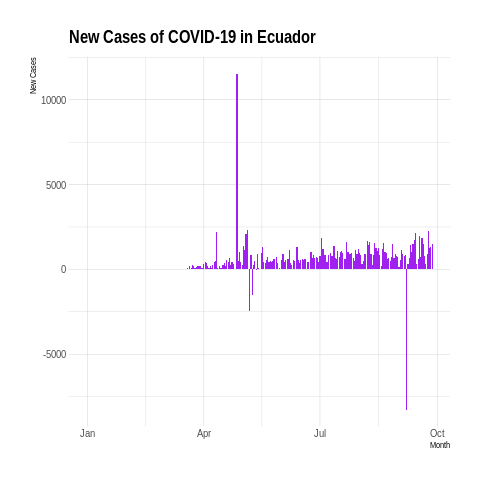 New Cases of COVID-19 in Ecuador
New Cases
10000
5000
0
-5000
Jan Apr Jul Oct
Month